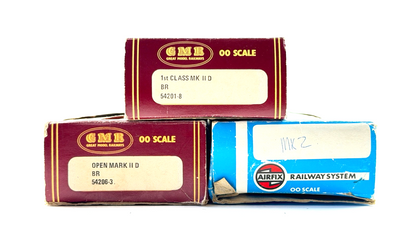 GMR
GREAT MODEL RAILWAYS
OO SCALE
1st CLASS MK II D
BR
54201-8
GMR
GREAT MODEL RAILWAYS
OO SCALE
OPEN MARK II D
BR
54206-3
MK2
AIRFIX
RAILWAY SYSTEM
OO SCALE